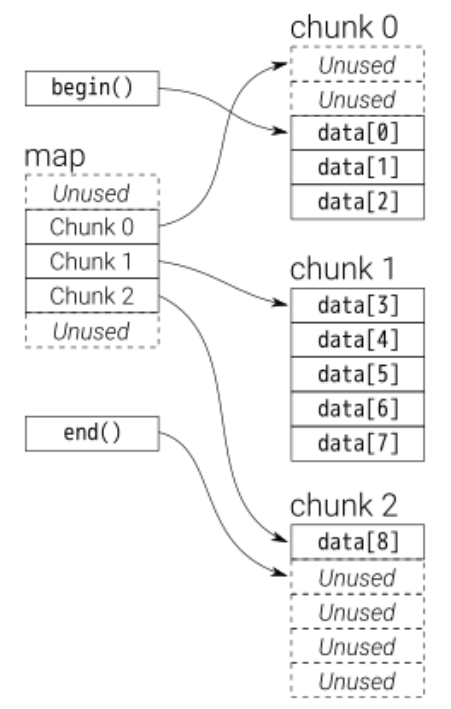 chunk 0
Unused
Unused
data[0]
data[1]
data[2]
begin()
map
Unused
Chunk 0
Chunk 1
Chunk 2
Unused
end()
chunk 1
data[3]
data[4]
data[5]
data[6]
data[7]
chunk 2
data[8]
Unused
Unused
Unused
Unused